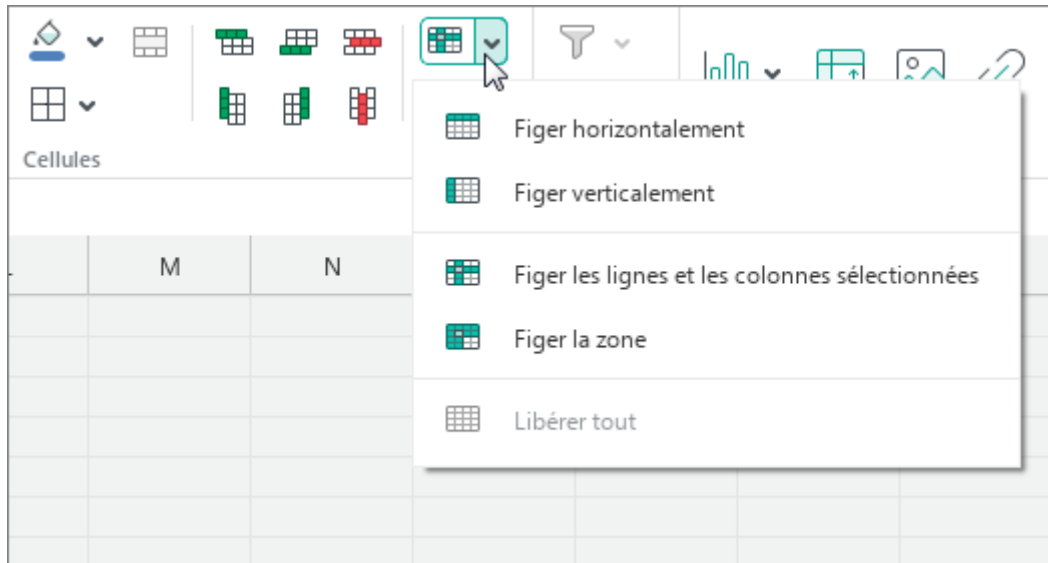 Cellules
Figer horizontalement
Figer verticalement
M N
Figer les lignes et les colonnes sélectionnées
Figer la zone
Libérer tout